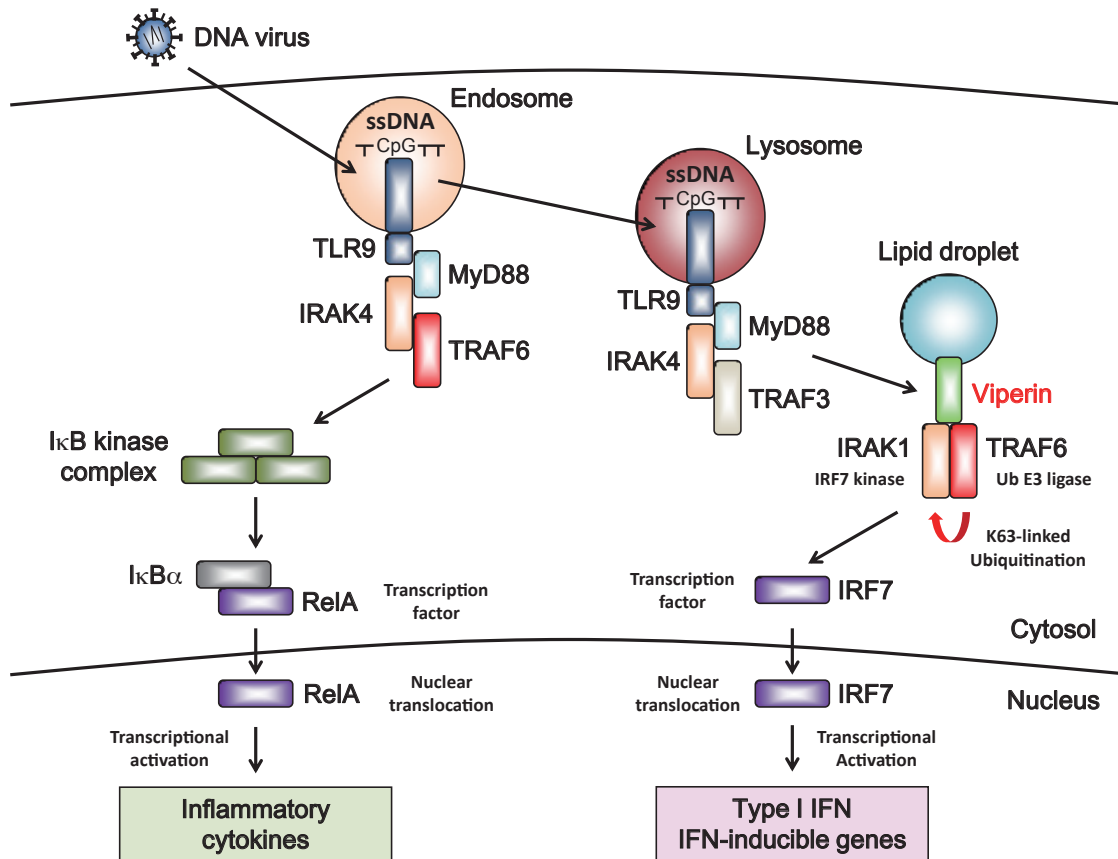 DNA virus
Endosome
ssDNA
CpG
TLR9
MyD88
IRAK4
TRAF6
Lysosome
ssDNA
CpG
TLR9
MyD88
IRAK4
TRAF3
Lipid droplet
Viperin
IRAK1
TRAF6
IRF7 kinase
Ub E3 ligase
K63-linked
Ubiquitination
IκB kinase
complex
IκBα
RelA
Transcription
factor
Transcription
factor
IRF7
Cytosol
RelA
Nuclear
translocation
Nuclear
translocation
IRF7
Nucleus
Transcriptional
activation
Transcriptional
Activation
Inflammatory
cytokines
Type I IFN
IFN-inducible genes